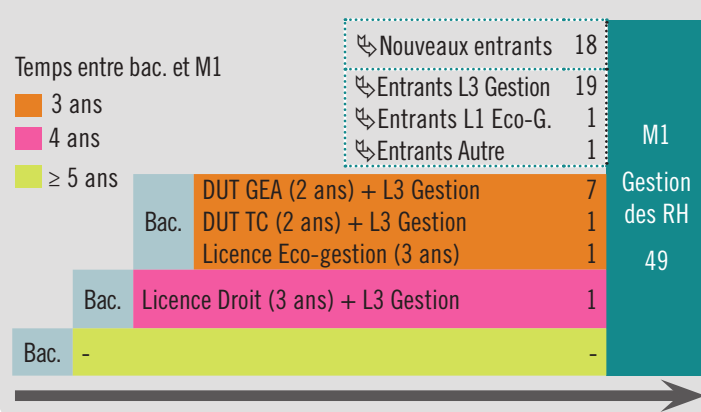 Temps entre bac. et M1
3 ans
4 ans
≥ 5 ans
Nouveaux entrants 18
Entrants L3 Gestion 19
Entrants L1 Eco-G. 1
Entrants Autre 1
Bac.
DUT GEA (2 ans) + L3 Gestion 7
DUT TC (2 ans) + L3 Gestion 1
Licence Eco-gestion (3 ans) 1
Bac. Licence Droit (3 ans) + L3 Gestion 1
Bac. - -
M1
Gestion
des RH
49